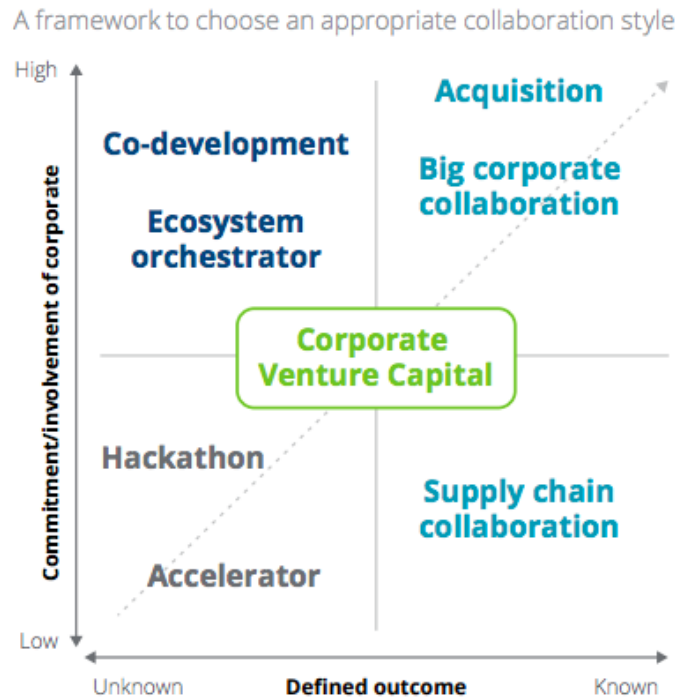 A framework to choose an appropriate collaboration style
High
Acquisition
Co-development
Big corporate
collaboration
Ecosystem
orchestrator
Commitment/involvement of corporate
Corporate
Venture Capital
Hackathon
Supply chain
collaboration
Accelerator
Low
Unknown
Defined outcome
Known